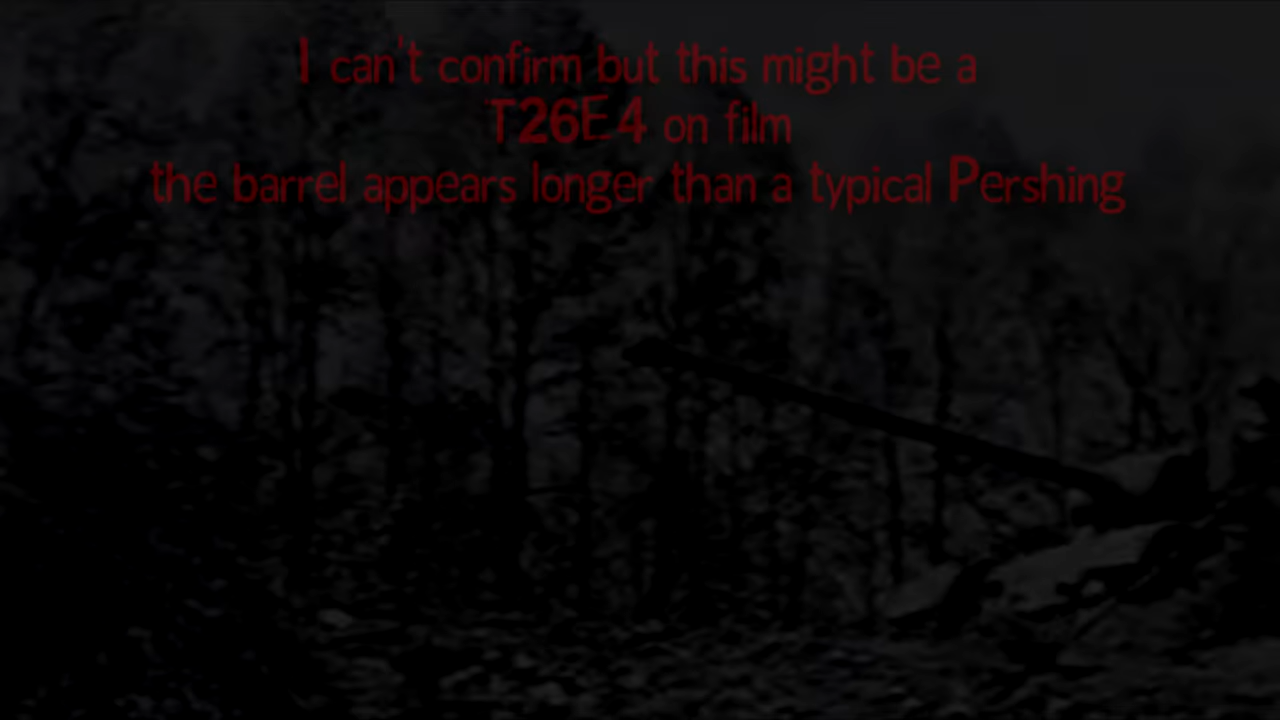 I can't confirm but this might be a
T26E4 on film
the barrel appears longer than a typical Pershing